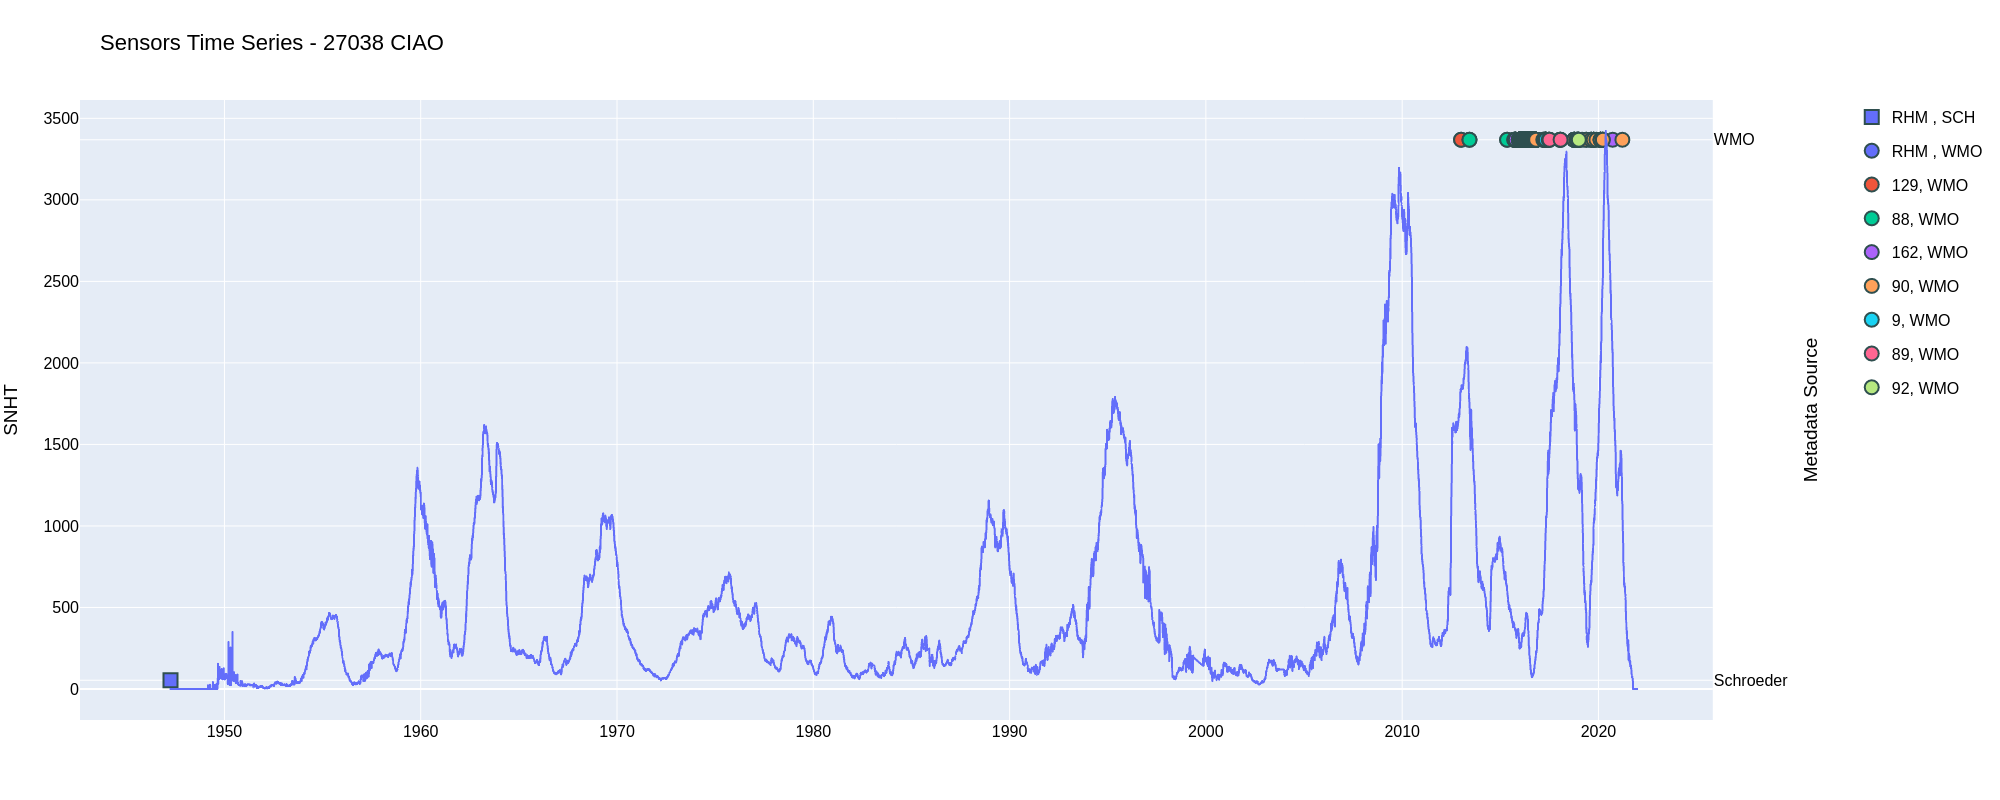 Sensors Time Series - 27038 CIAO
3500
3000
2500
2000
1500
1000
500
0
SNHT
1950
1960
1970
1980
1990
2000
2010
2020
WMO
Schroeder
Metadata Source
RHM , SCH
RHM , WMO
129, WMO
88, WMO
162, WMO
90, WMO
9, WMO
89, WMO
92, WMO